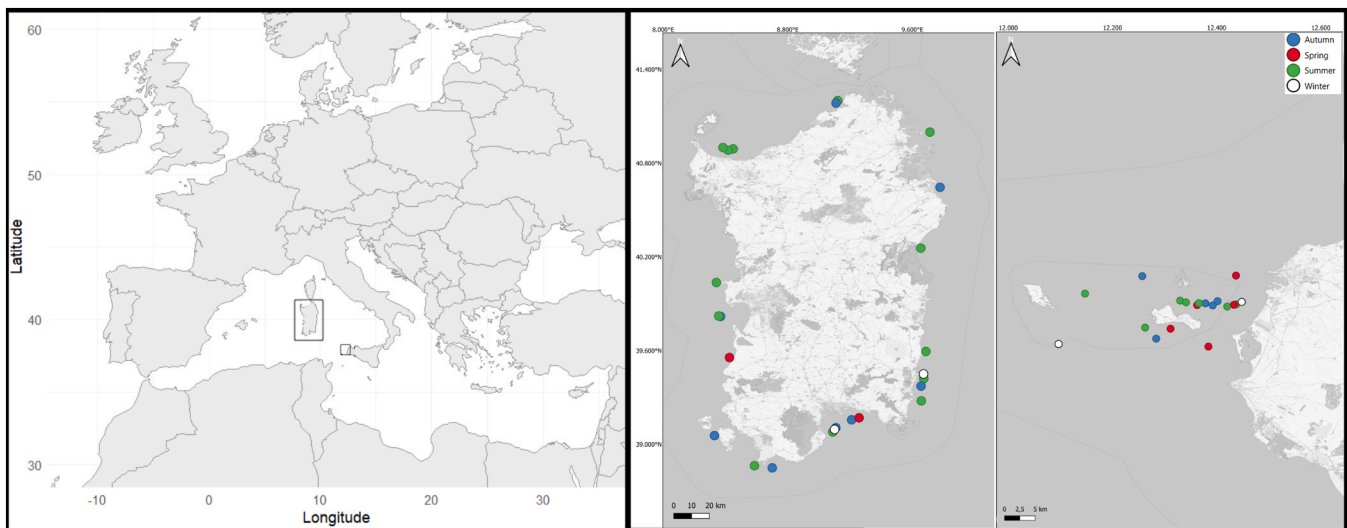 60
50
40
30
Latitude
-10 0 10 20 30
Longitude
8.000°E 8.800°E 9.600°E
N
41.400°N
40.800°N
40.200°N
39.600°N
39.000°N
0 10 20 km
12.000 12.200 12.400 12.600
N
Autumn
Spring
Summer
Winter
0 2,5 5 km